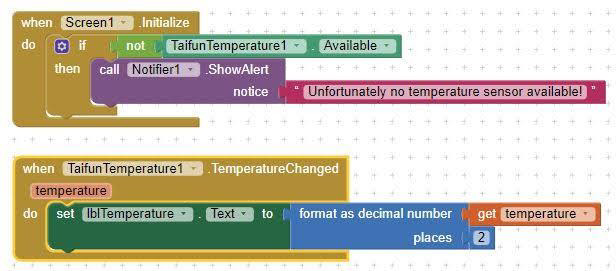 when Screen1 .Initialize
do if not TaifunTemperature1 . Available
then call Notifier1 .ShowAlert
notice " Unfortunately no temperature sensor available! "
when TaifunTemperature1 .TemperatureChanged
temperature
do set lblTemperature . Text to format as decimal number get temperature
places 2